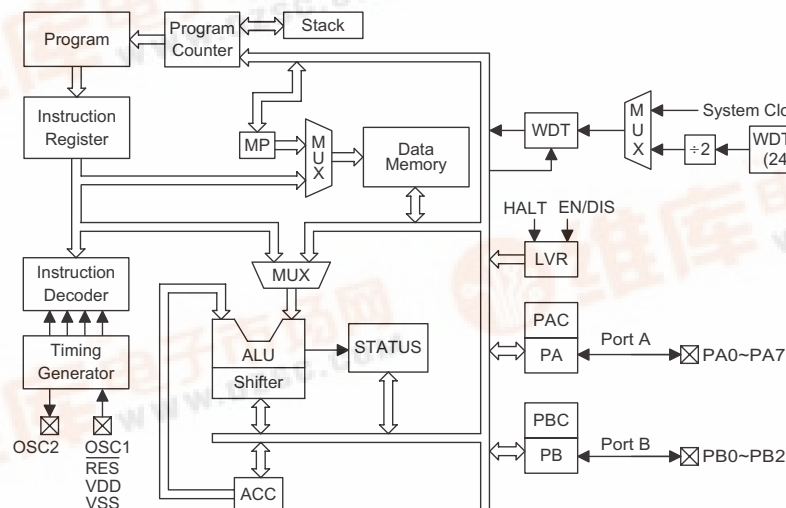 Program
Program
Counter
Stack
Instruction
Register
MP
M
U
X
Data
Memory
WDT
M
U
X
System Clo
÷2
WDT
(24
HALT
EN/DIS
LVR
Instruction
Decoder
MUX
PAC
PA
Port A
PA0~PA7
Timing
Generator
ALU
Shifter
STATUS
PBC
PB
Port B
PB0~PB2
OSC2
OSC1
RES
VDD
VSS
ACC